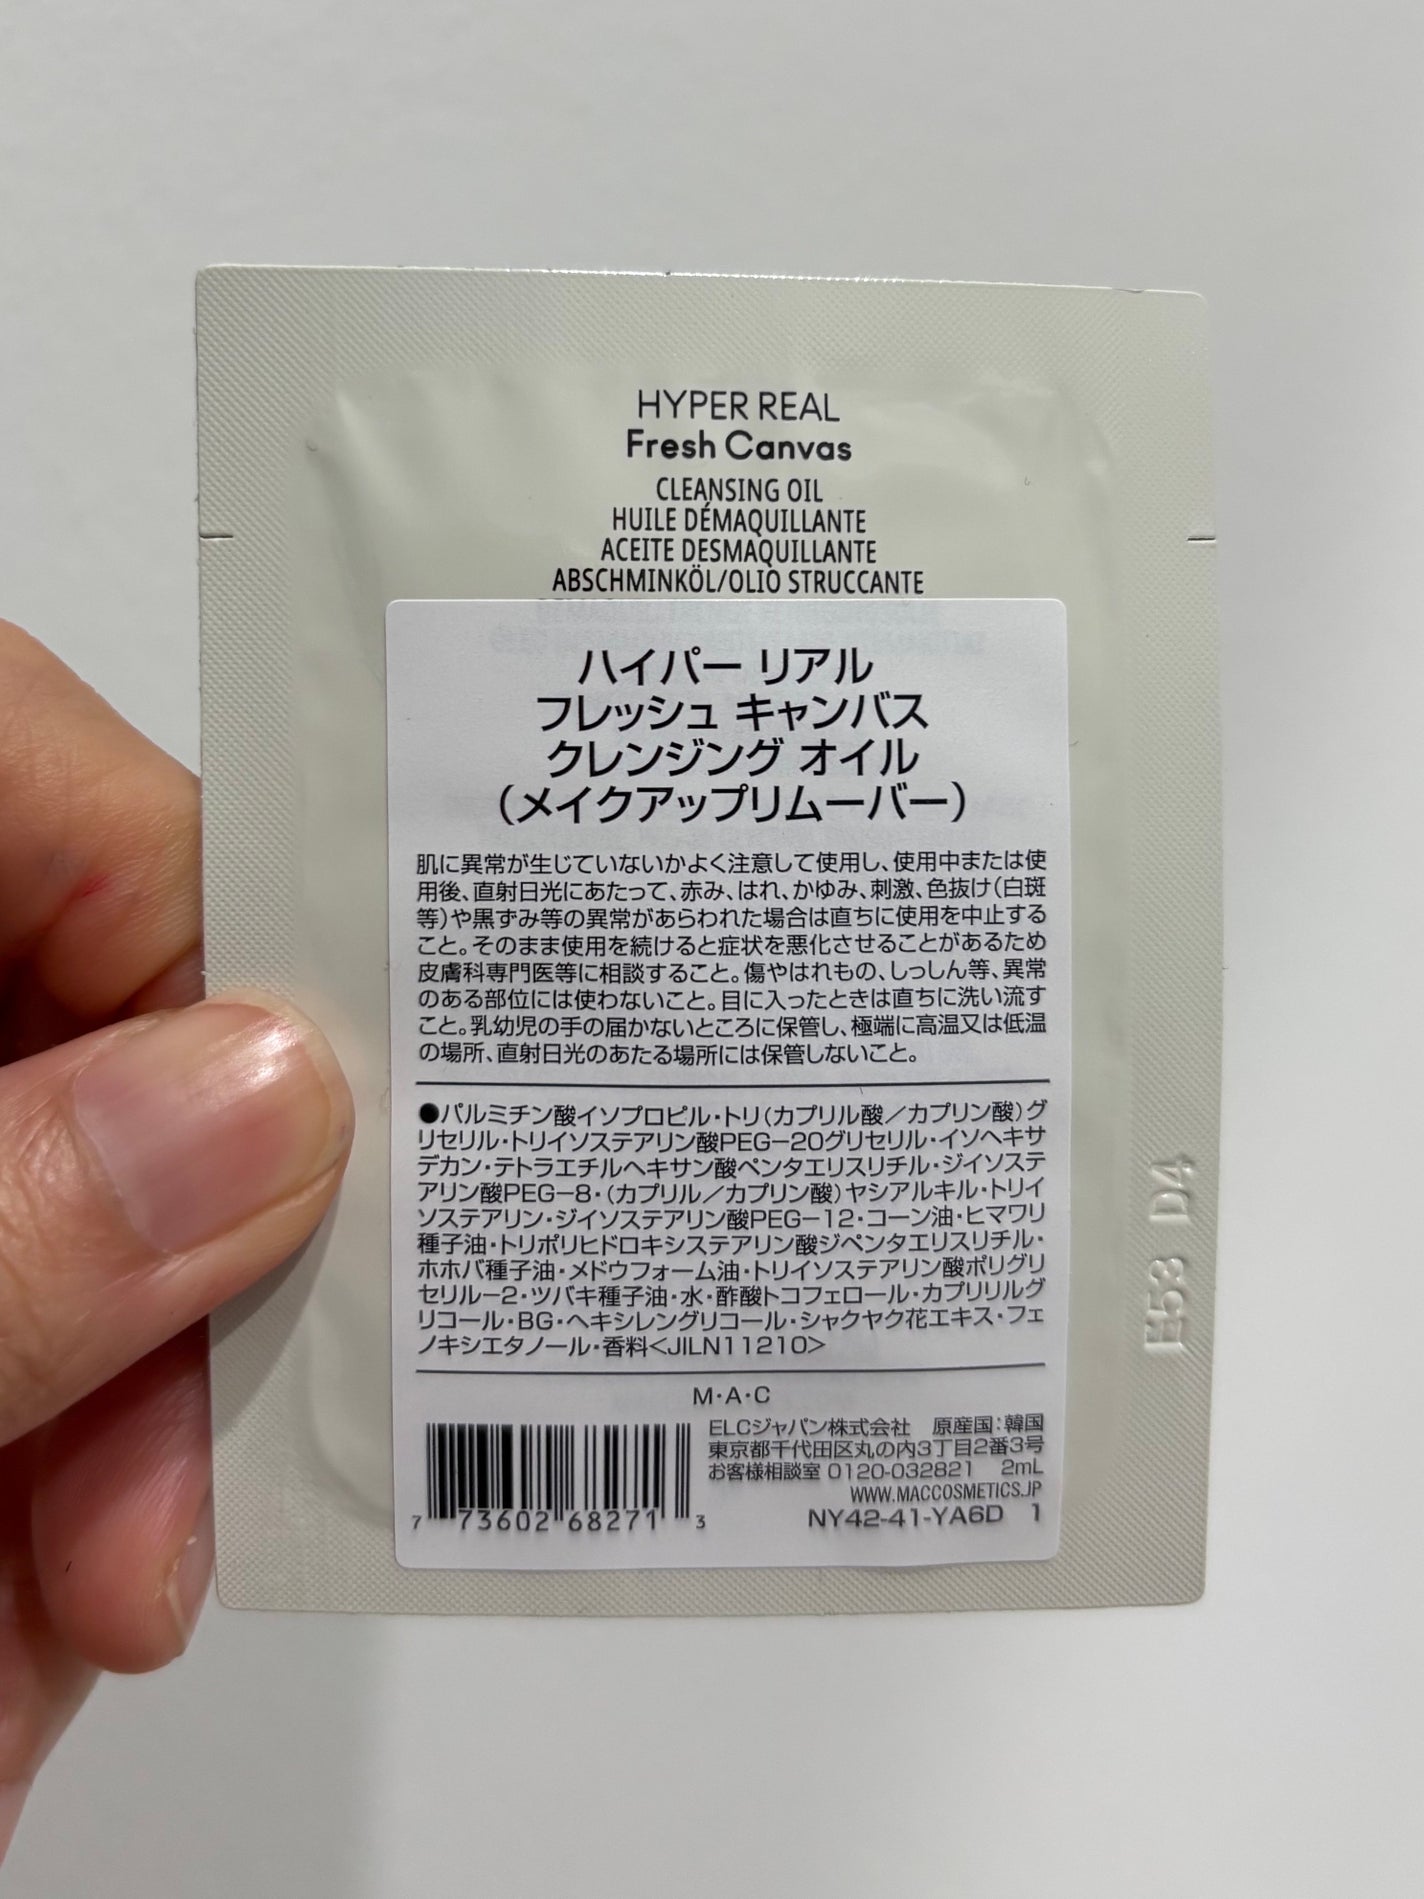 HYPER REAL
Fresh Canvas
CLEANSING OIL
HUILE DÉMAQUILLANTE
ACEITE DESMAQUILLANTE
ABSCHMINKÖL/OLIO STRUCCANTE
ハイパー リアル
フレッシュ キャンバス
クレンジング オイル
(メイクアップリムーバー)
肌に異常が生じていないかよく注意して使用し、使用中または使
用後、直射日光にあたって、赤み、はれ、かゆみ、刺激、色抜け(白斑
等)や黒ずみ等の異常があらわれた場合は直ちに使用を中止する
こと。そのまま使用を続けると症状を悪化させることがあるため
皮膚科専門医等に相談すること。傷やはれもの、しっしん等、異常
のある部位には使わないこと。目に入ったときは直ちに洗い流す
こと。乳幼児の手の届かないところに保管し、極端に高温又は低温
の場所、直射日光のあたる場所には保管しないこと。
●パルミチン酸イソプロピル・トリ(カプリル酸/カプリン酸)グ
リセリル・トリイソステアリン酸PEG-20グリセリル・イソヘキサ
デカン・テトラエチルヘキサン酸ペンタエリスリチル・ジイソステ
アリン酸PEG-8・(カプリル/カプリン酸)ヤシアルキル・トリイ
ソステアリン・ジイソステアリン酸PEG-12・コーン油・ヒマワリ
種子油・トリポリヒドロキシステアリン酸ジペンタエリスリチル・
ホホバ種子油・メドウフォーム油・トリイソステアリン酸ポリグリ
セリル-2・ツバキ種子油・水・酢酸トコフェロール・カプリリルグ
リコール・BG・ヘキシレングリコール・シャクヤク花エキス・フェ
ノキシエタノール・香料<JILN11210>
M・A・C
ELCジャパン株式会社 原産国:韓国
東京都千代田区丸の内3丁目2番3号
お客様相談室 0120-032821 2mL
WWW.MACCOSMETICS.JP
NY42-41-YA6D 1
7 73602 68271 3
E53 D4